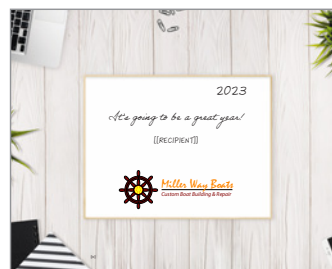 2023
It's going to be a great year!
[[RECIPIENT]]
Miller Way Boats
Custom Boat Building & Repair